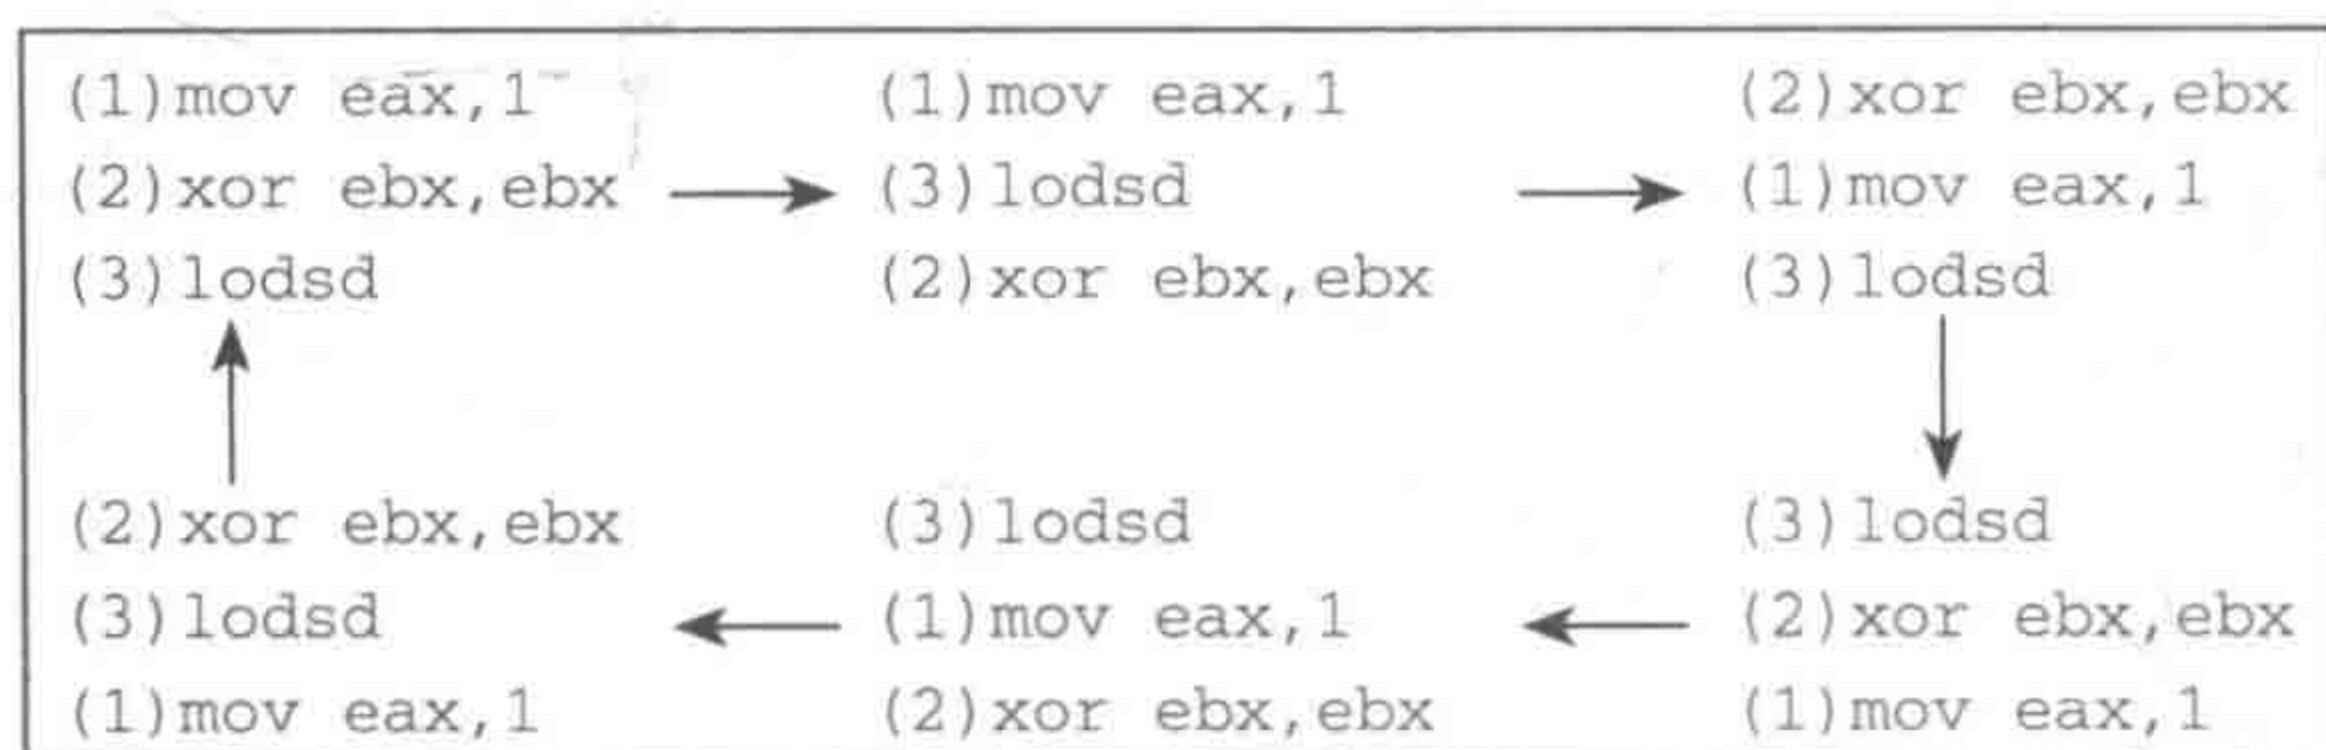 (1)mov eax,1
(2)xor ebx,ebx
(3)lodsd
(1)mov eax,1
(3)lodsd
(2)xor ebx,ebx
(2)xor ebx,ebx
(1)mov eax,1
(3)lodsd
(2)xor ebx,ebx
(3)lodsd
(1)mov eax,1
(3)lodsd
(1)mov eax,1
(2)xor ebx,ebx
(3)lodsd
(2)xor ebx,ebx
(1)mov eax,1